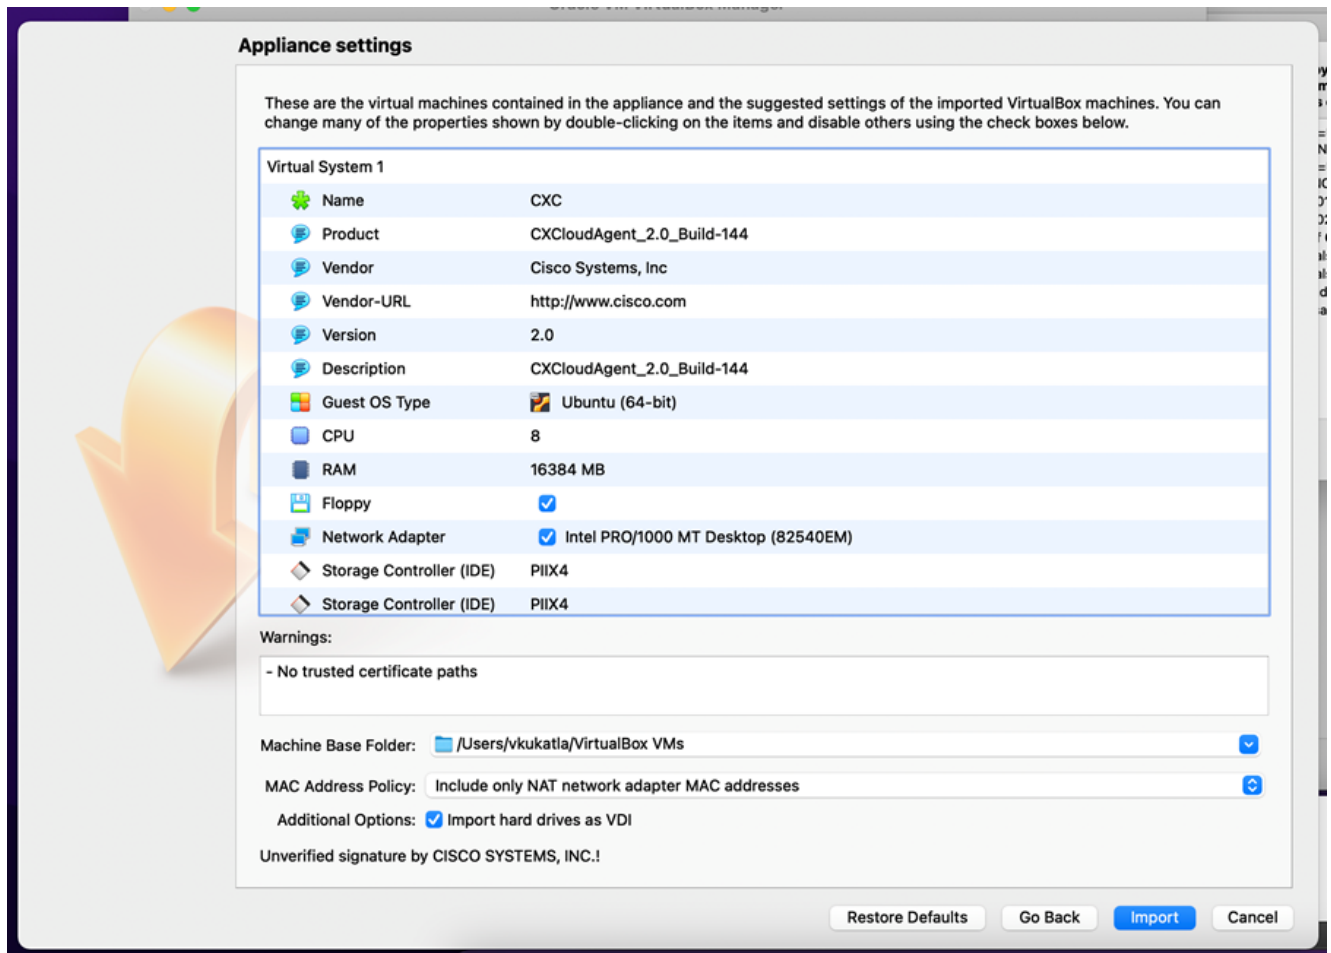 Oracle VM VirtualBox Manager
Appliance settings
These are the virtual machines contained in the appliance and the suggested settings of the imported VirtualBox machines. You can
change many of the properties shown by double-clicking on the items and disable others using the check boxes below.
Virtual System 1
Name CXC
Product CXCloudAgent_2.0_Build-144
Vendor Cisco Systems, Inc
Vendor-URL http://www.cisco.com
Version 2.0
Description CXCloudAgent_2.0_Build-144
Guest OS Type Ubuntu (64-bit)
CPU 8
RAM 16384 MB
Floppy
Network Adapter Intel PRO/1000 MT Desktop (82540EM)
Storage Controller (IDE) PIIX4
Storage Controller (IDE) PIIX4
Warnings:
- No trusted certificate paths
Machine Base Folder: /Users/vkukatla/VirtualBox VMs
MAC Address Policy: Include only NAT network adapter MAC addresses
Additional Options: Import hard drives as VDI
Unverified signature by CISCO SYSTEMS, INC.!
Restore Defaults Go Back Import Cancel